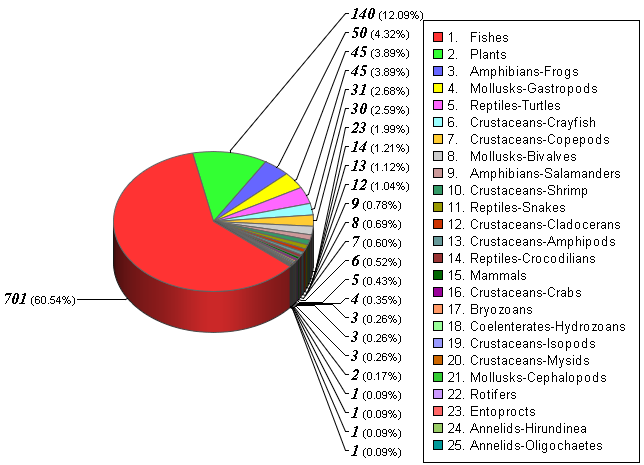 140 (12.09%)
50 (4.32%)
45 (3.89%)
45 (3.89%)
31 (2.68%)
30 (2.59%)
23 (1.99%)
14 (1.21%)
13 (1.12%)
12 (1.04%)
9 (0.78%)
8 (0.69%)
7 (0.60%)
6 (0.52%)
5 (0.43%)
4 (0.35%)
3 (0.26%)
3 (0.26%)
3 (0.26%)
2 (0.17%)
1 (0.09%)
1 (0.09%)
1 (0.09%)
1 (0.09%)
701 (60.54%)
1. Fishes
2. Plants
3. Amphibians-Frogs
4. Mollusks-Gastropods
5. Reptiles-Turtles
6. Crustaceans-Crayfish
7. Crustaceans-Copepods
8. Mollusks-Bivalves
9. Amphibians-Salamanders
10. Crustaceans-Shrimp
11. Reptiles-Snakes
12. Crustaceans-Cladocerans
13. Crustaceans-Amphipods
14. Reptiles-Crocodilians
15. Mammals
16. Crustaceans-Crabs
17. Bryozoans
18. Coelenterates-Hydrozoans
19. Crustaceans-Isopods
20. Crustaceans-Mysids
21. Mollusks-Cephalopods
22. Rotifers
23. Entoprocts
24. Annelids-Hirundinea
25. Annelids-Oligochaetes